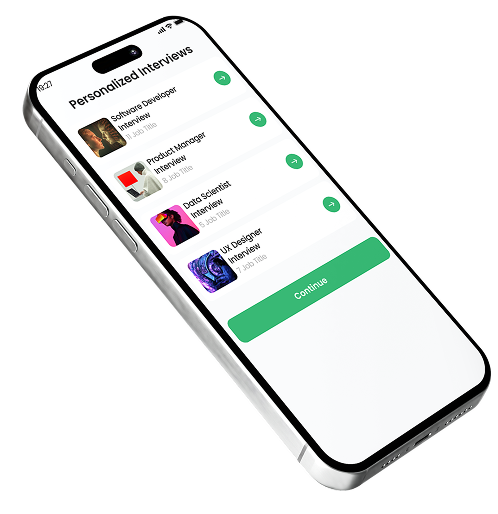 19:27
Personalized Interviews
Software Developer
Interview
11 Job Title
Product Manager
Interview
8 Job Title
Data Scientist
Interview
5 Job Title
UX Designer
Interview
7 Job Title
Continue